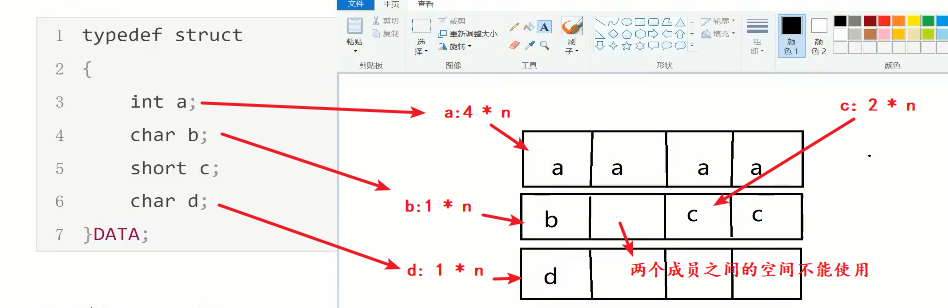 1 typedef struct
2 {
3 int a;
4 char b;
5 short c;
6 char d;
7 }DATA;
文件 主页 查看
粘贴
剪切
复制
剪贴板
选择
裁剪
重新调整大小
旋转
图像
A
工具
刷子
形状
轮廓
填充
粗细
颜色 1
颜色 2
颜色
a:4 * n
c: 2 * n
a a a a
b:1 * n
b c c
d: 1 * n
d
两个成员之间的空间不能使用